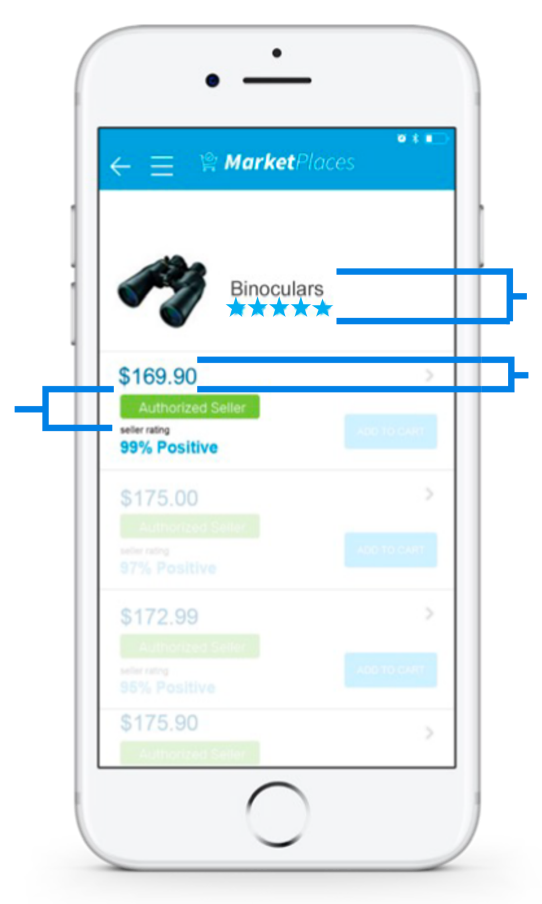 MarketPlaces
Binoculars
$169.90
Authorized Seller
seller rating
99% Positive
ADD TO CART
$175.00
Authorized Seller
seller rating
97% Positive
ADD TO CART
$172.99
Authorized Seller
seller rating
96% Positive
ADD TO CART
$175.90
Authorized Seller